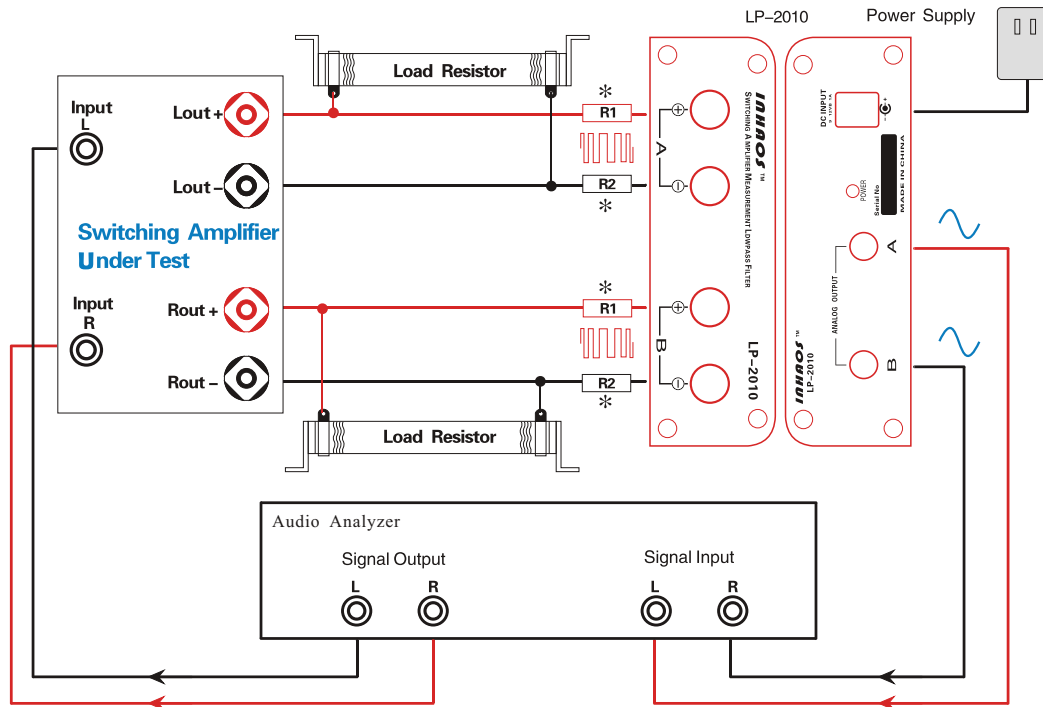 LP-2010
Power Supply
Load Resistor
Input
L
Lout +
Lout –
Switching Amplifier
Under Test
Input
R
Rout +
Rout –
*
R1
R2
*
*
R1
R2
*
Load Resistor
A
B
INHAOS ™
SWITCHING AMPLIFIER MEASUREMENT LOWPASS FILTER
LP-2010
DC INPUT
POWER
Serial No
MADE IN CHINA
A
ANALOG OUTPUT
B
INHAOS ™
LP-2010
Audio Analyzer
Signal Output
L R
Signal Input
L R